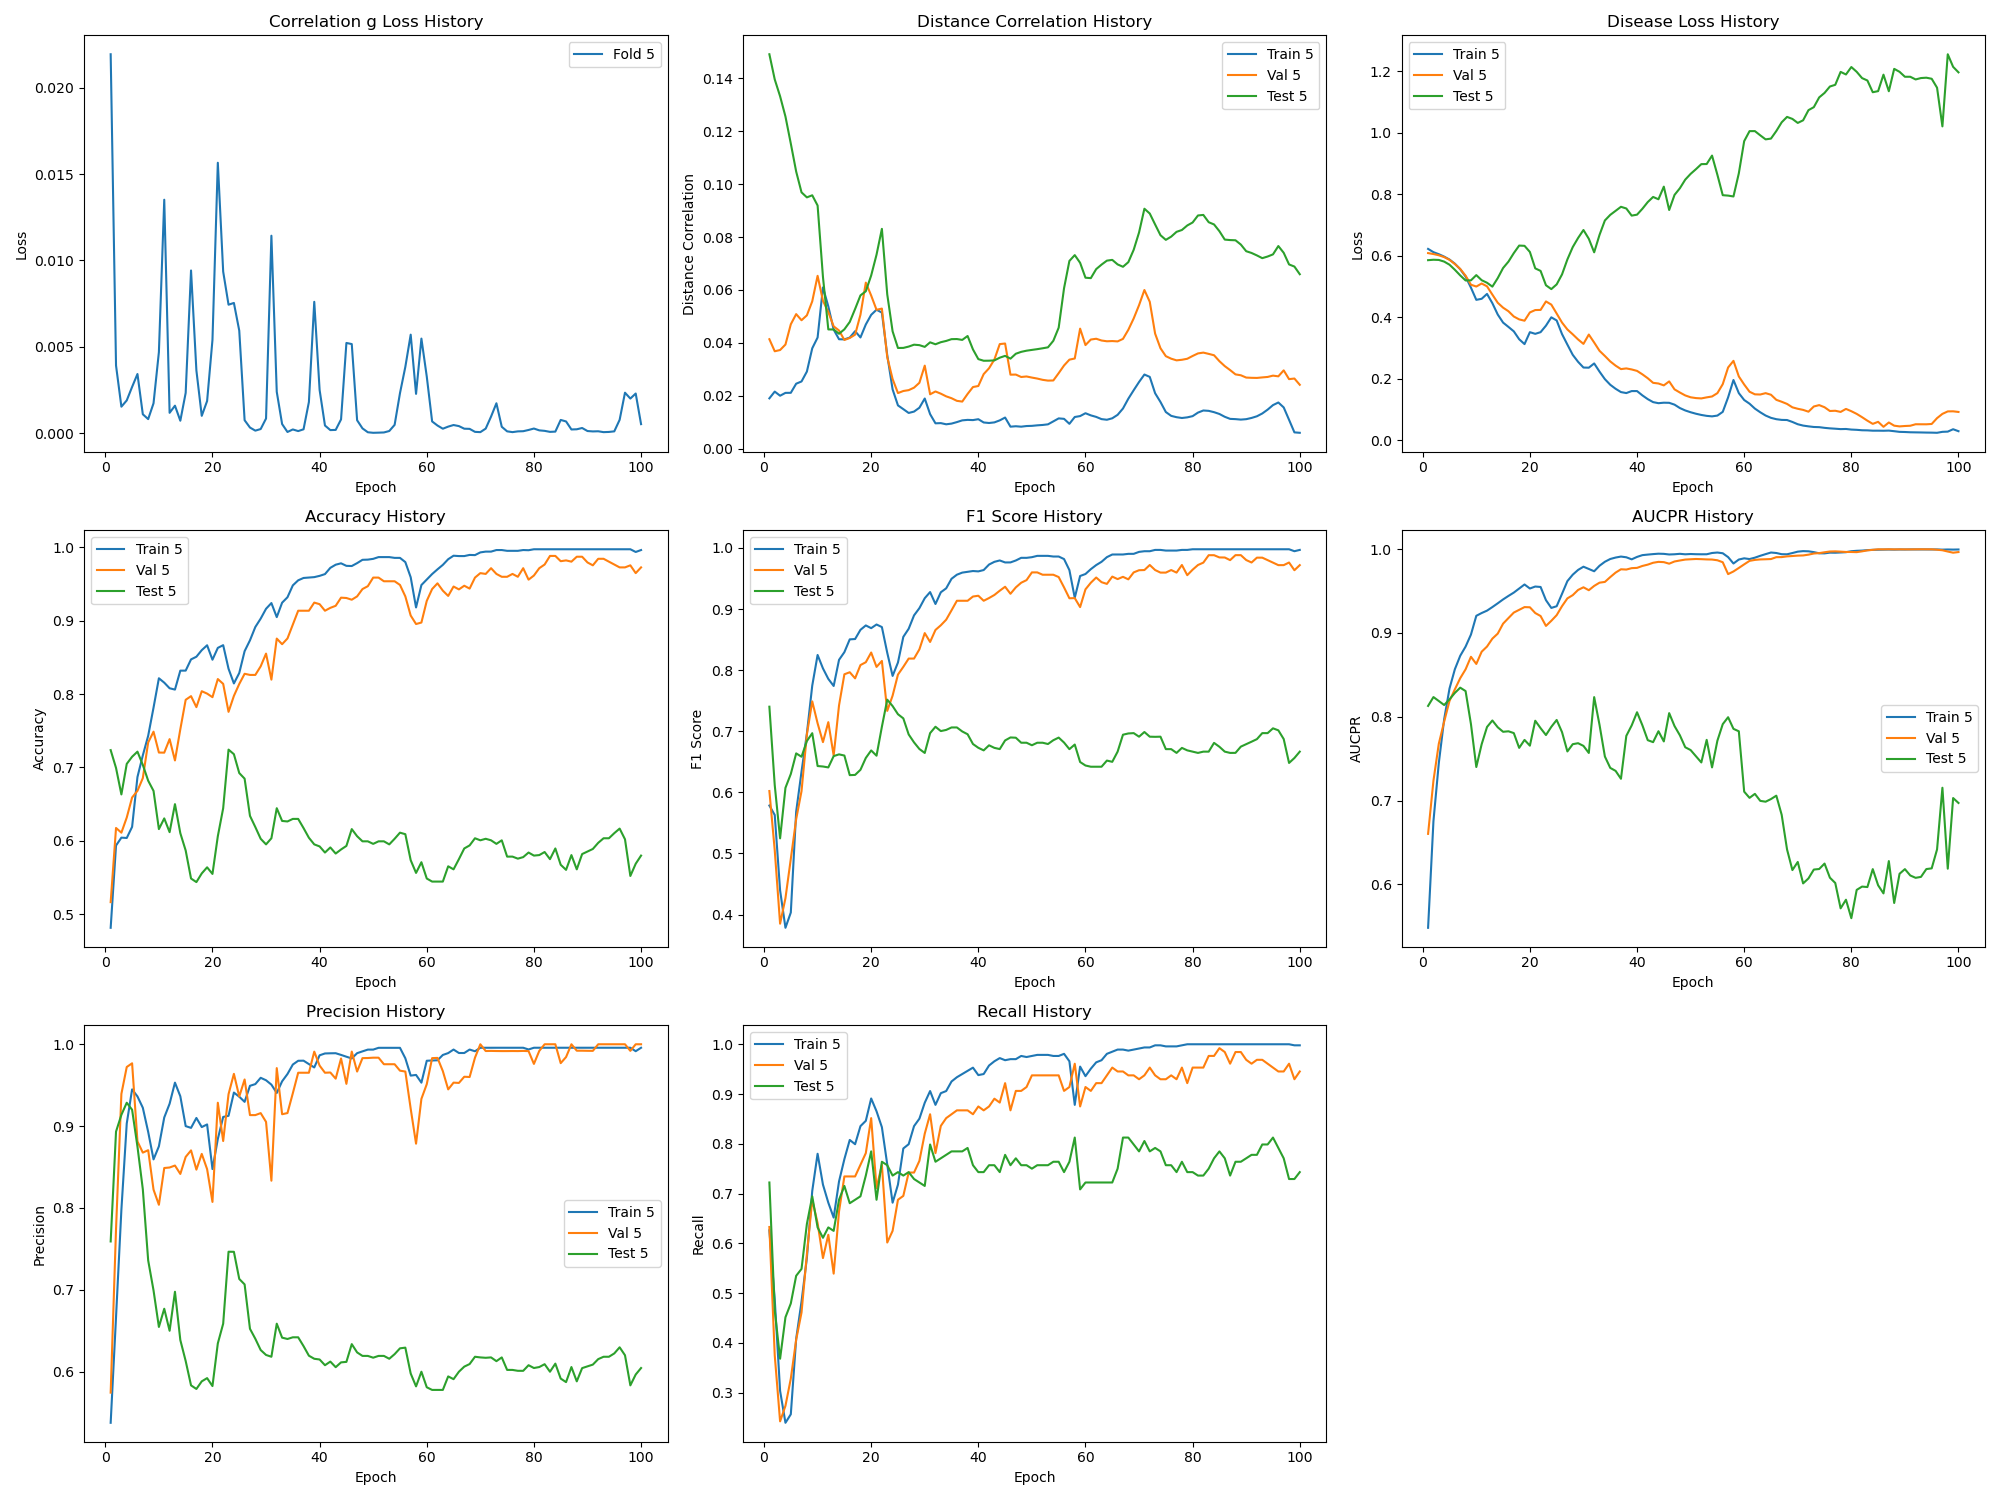 Correlation g Loss History
Fold 5
Loss
0.020
0.015
0.010
0.005
0.000
0 20 40 60 80 100
Epoch
Distance Correlation History
Train 5
Val 5
Test 5
Distance Correlation
0.14
0.12
0.10
0.08
0.06
0.04
0.02
0.00
0 20 40 60 80 100
Epoch
Disease Loss History
Train 5
Val 5
Test 5
Loss
1.2
1.0
0.8
0.6
0.4
0.2
0.0
0 20 40 60 80 100
Epoch
Accuracy History
Train 5
Val 5
Test 5
Accuracy
1.0
0.9
0.8
0.7
0.6
0.5
0 20 40 60 80 100
Epoch
F1 Score History
Train 5
Val 5
Test 5
F1 Score
1.0
0.9
0.8
0.7
0.6
0.5
0.4
0 20 40 60 80 100
Epoch
AUCPR History
Train 5
Val 5
Test 5
AUCPR
1.0
0.9
0.8
0.7
0.6
0 20 40 60 80 100
Epoch
Precision History
Train 5
Val 5
Test 5
Precision
1.0
0.9
0.8
0.7
0.6
0 20 40 60 80 100
Epoch
Recall History
Train 5
Val 5
Test 5
Recall
1.0
0.9
0.8
0.7
0.6
0.5
0.4
0.3
0 20 40 60 80 100
Epoch